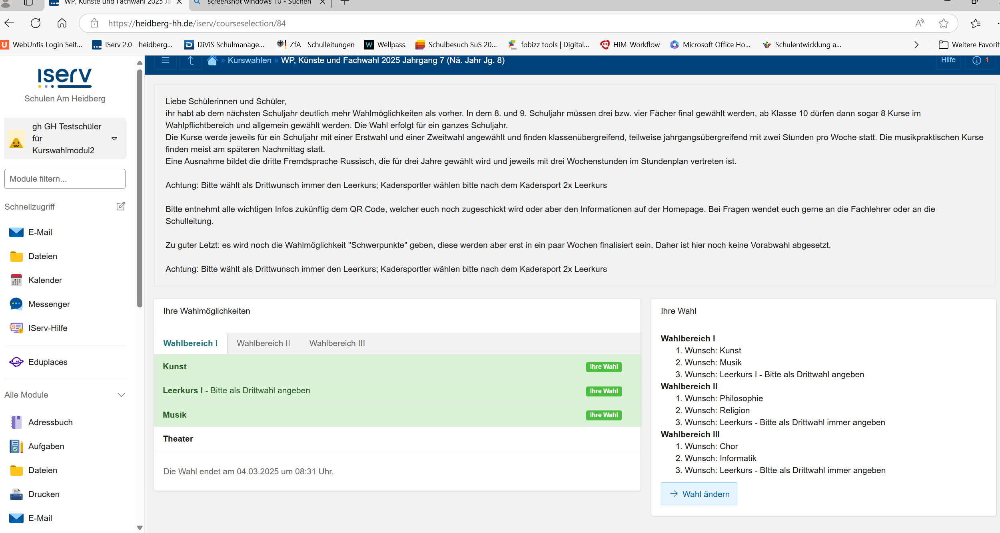 WP, Künste und Fachwahl 2025 Ja
screenshot windows 10 - Suchen
https://heidberg-hh.de/iserv/courseselection/84
WebUntis Login Seit...
IServ 2.0 - heidberg...
DiViS Schulmanage...
ZfA - Schulleitungen
Wellpass
Schulbesuch SuS 20...
fobizz tools | Digital...
HIM-Workflow
Microsoft Office Ho...
Schulentwicklung a...
Weitere Favorit
» Kurswahlen » WP, Künste und Fachwahl 2025 Jahrgang 7 (Nä. Jahr Jg. 8)
Hilfe
1
Iserv
Schulen Am Heidberg
gh GH Testschüler
für
Kurswahlmodul2
Module filtern...
Schnellzugriff
E-Mail
Dateien
Kalender
Messenger
IServ-Hilfe
Eduplaces
Alle Module
Adressbuch
Aufgaben
Dateien
Drucken
E-Mail
Liebe Schülerinnen und Schüler,
ihr habt ab dem nächsten Schuljahr deutlich mehr Wahlmöglichkeiten als vorher. In dem 8. und 9. Schuljahr müssen drei bzw. vier Fächer final gewählt werden, ab Klasse 10 dürfen dann sogar 8 Kurse im
Wahlpflichtbereich und allgemein gewählt werden. Die Wahl erfolgt für ein ganzes Schuljahr.
Die Kurse werde jeweils für ein Schuljahr mit einer Erstwahl und einer Zweitwahl angewählt und finden klassenübergreifend, teilweise jahrgangsübergreifend mit zwei Stunden pro Woche statt. Die musikpraktischen Kurse
finden meist am späteren Nachmittag statt.
Eine Ausnahme bildet die dritte Fremdsprache Russisch, die für drei Jahre gewählt wird und jeweils mit drei Wochenstunden im Stundenplan vertreten ist.
Achtung: Bitte wählt als Drittwunsch immer den Leerkurs; Kadersportler wählen bitte nach dem Kadersport 2x Leerkurs
Bitte entnehmt alle wichtigen Infos zukünftig dem QR Code, welcher euch noch zugeschickt wird oder aber den Informationen auf der Homepage. Bei Fragen wendet euch gerne an die Fachlehrer oder an die
Schulleitung.
Zu guter Letzt: es wird noch die Wahlmöglichkeit "Schwerpunkte" geben, diese werden aber erst in ein paar Wochen finalisiert sein. Daher ist hier noch keine Vorabwahl abgesetzt.
Achtung: Bitte wählt als Drittwunsch immer den Leerkurs; Kadersportler wählen bitte nach dem Kadersport 2x Leerkurs
Ihre Wahlmöglichkeiten
Wahlbereich I
Wahlbereich II
Wahlbereich III
Kunst
Ihre Wahl
Leerkurs I - Bitte als Drittwahl angeben
Ihre Wahl
Musik
Ihre Wahl
Theater
Die Wahl endet am 04.03.2025 um 08:31 Uhr.
Ihre Wahl
Wahlbereich I
1. Wunsch: Kunst
2. Wunsch: Musik
3. Wunsch: Leerkurs I - Bitte als Drittwahl angeben
Wahlbereich II
1. Wunsch: Philosophie
2. Wunsch: Religion
3. Wunsch: Leerkurs - Bitte als Drittwahl immer angeben
Wahlbereich III
1. Wunsch: Chor
2. Wunsch: Informatik
3. Wunsch: Leerkurs - BItte als Drittwahl immer angeben
Wahl ändern